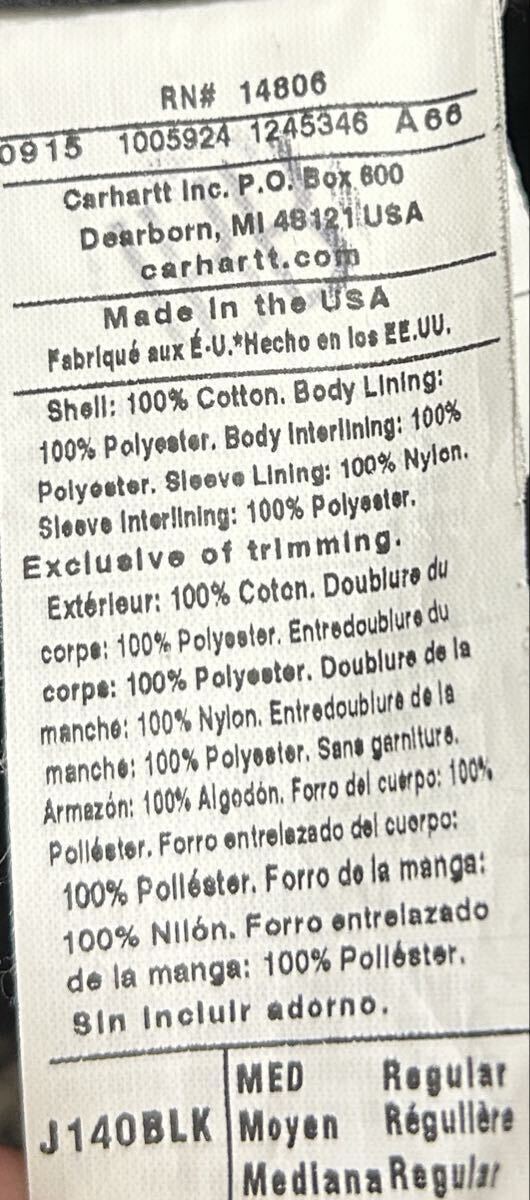 RN# 14806
0915 1005924 1245346 A66
Carhartt Inc. P.O. Box 600
Dearborn, MI 48121 USA
carhartt.com
Made In the USA
Fabriqué aux É-U.*Hecho en los EE.UU.
Shell: 100% Cotton. Body Lining:
100% Polyester. Body Interlining: 100%
Polyester. Sleeve Lining: 100% Nylon.
Sleeve Interlining: 100% Polyester.
Exclusive of trimming.
Extérieur: 100% Coton. Doublure du
corps: 100% Polyester. Entredoublure du
corps: 100% Polyester. Doublure de la
manche: 100% Nylon. Entredoublure de la
manche: 100% Polyester. Sans garniture.
Armazón: 100% Algodón. Forro del cuerpo: 100%
Poliéster. Forro entrelazado del cuerpo:
100% Poliéster. Forro de la manga:
100% Nilón. Forro entrelazado
de la manga: 100% Poliéster.
Sin incluir adorno.
J140BLK
MED Regular
Moyen Régulière
Mediana Regular